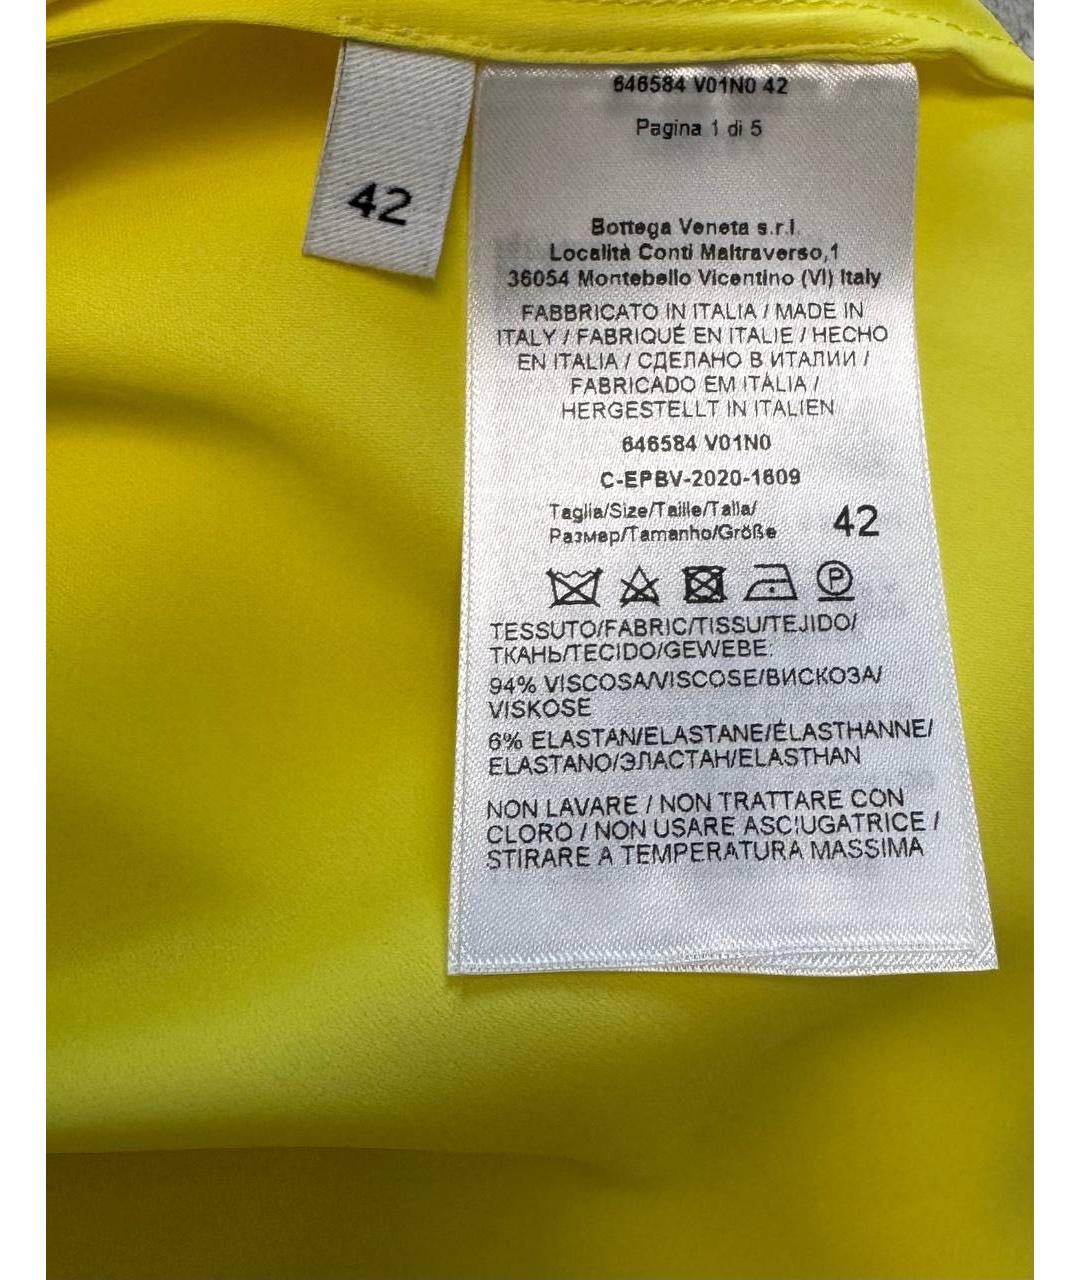 42
646584 V01N0 42
Pagina 1 di 5
Bottega Veneta s.r.l.
Località Conti Maltraverso,1
36054 Montebello Vicentino (VI) Italy
FABBRICATO IN ITALIA / MADE IN
ITALY / FABRIQUÉ EN ITALIE / HECHO
EN ITALIA / СДЕЛАНО В ИТАЛИИ /
FABRICADO EM ITÁLIA /
HERGESTELLT IN ITALIEN
646584 V01N0
C-EPBV-2020-1609
Taglia/Size/Taille/Talla/
Размер/Tamanho/Größe 42
TESSUTO/FABRIC/TISSU/TEJIDO/
ТКАНЬ/TECIDO/GEWEBE:
94% VISCOSA/VISCOSE/ВИСКОЗА/
VISKOSE
6% ELASTAN/ELASTANE/ÉLASTHANNE/
ELASTANO/ЭЛАСТАН/ELASTHAN
NON LAVARE / NON TRATTARE CON
CLORO / NON USARE ASCIUGATRICE /
STIRARE A TEMPERATURA MASSIMA